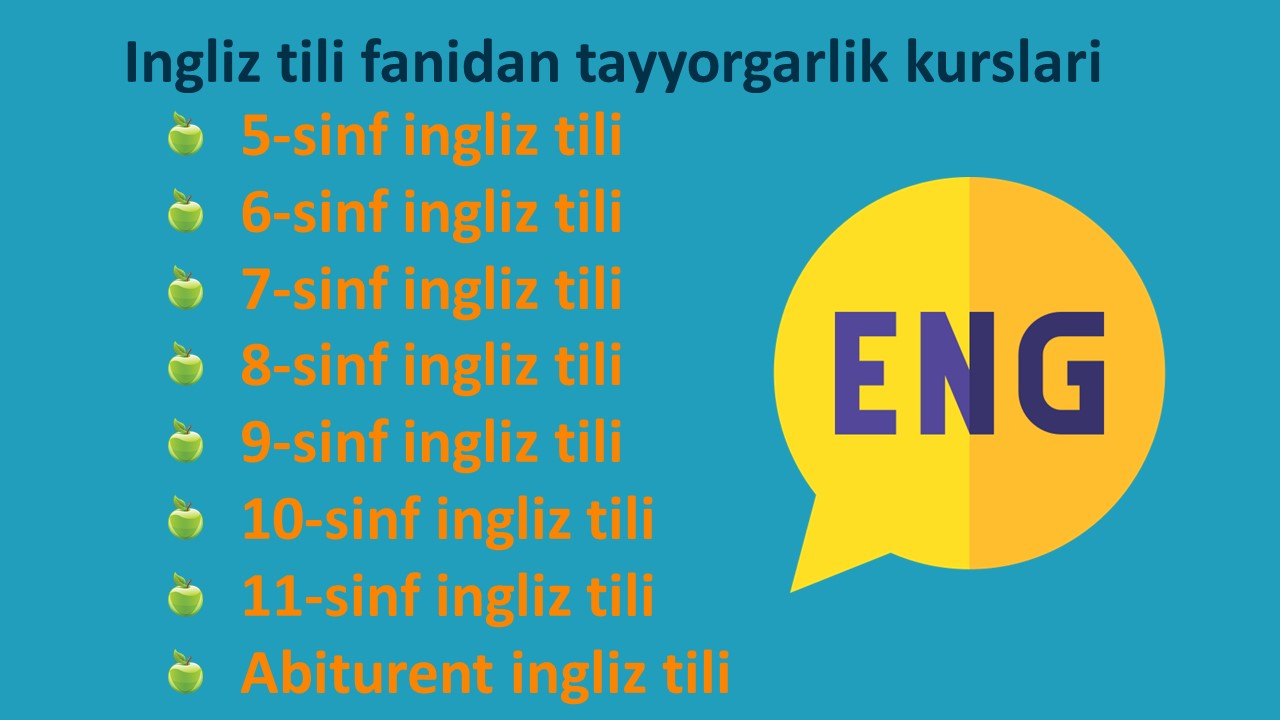 Ingliz tili fanidan tayyorgarlik kurslari
5-sinf ingliz tili
6-sinf ingliz tili
7-sinf ingliz tili
8-sinf ingliz tili
9-sinf ingliz tili
10-sinf ingliz tili
11-sinf ingliz tili
Abiturent ingliz tili
ENG